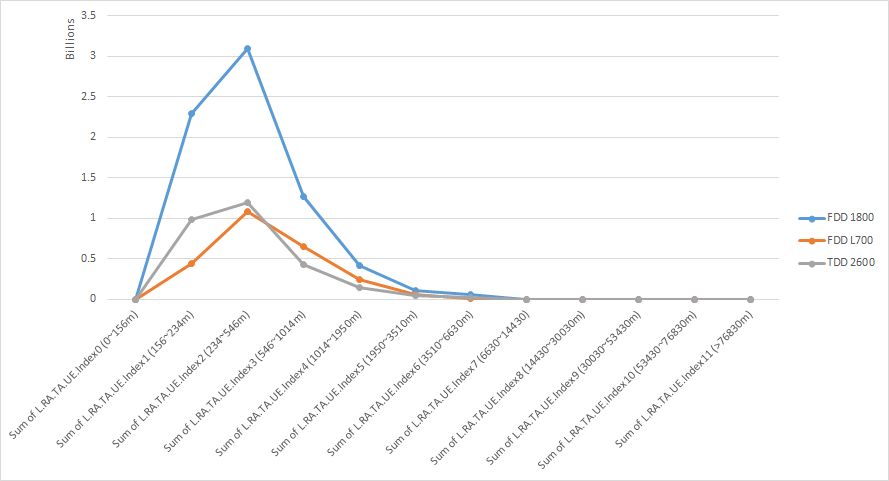 3.5
3
2.5
2
1.5
1
0.5
0
Billions
Sum of L.RA.TA.UE.Index0 (0~156m)
Sum of L.RA.TA.UE.Index1 (156~234m)
Sum of L.RA.TA.UE.Index2 (234~546m)
Sum of L.RA.TA.UE.Index3 (546~1014m)
Sum of L.RA.TA.UE.Index4 (1014~1950m)
Sum of L.RA.TA.UE.Index5 (1950~3510m)
Sum of L.RA.TA.UE.Index6 (3510~6630m)
Sum of L.RA.TA.UE.Index7 (6630~14430)
Sum of L.RA.TA.UE.Index8 (14430~30030m)
Sum of L.RA.TA.UE.Index9 (30030~53430m)
Sum of L.RA.TA.UE.Index10 (53430~76830m)
Sum of L.RA.TA.UE.Index11 (>76830m)
FDD 1800
FDD L700
TDD 2600